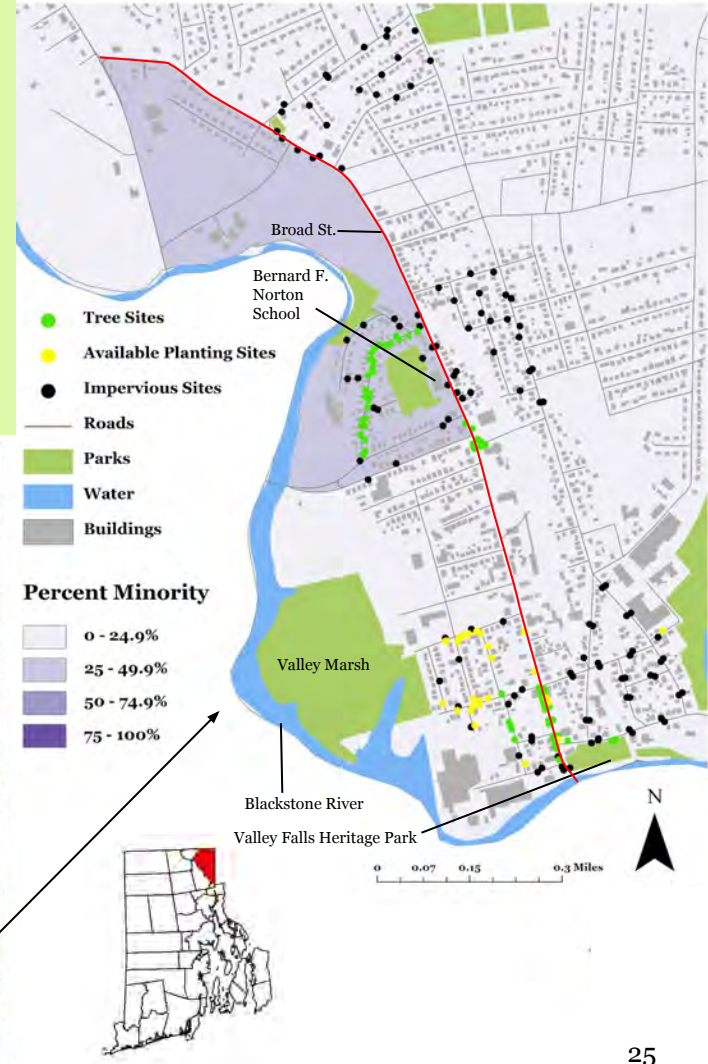 Broad St.
Bernard F.
Norton
School
Tree Sites
Available Planting Sites
Impervious Sites
Roads
Parks
Water
Buildings
Percent Minority
0 - 24.9%
25 - 49.9%
50 - 74.9%
75 - 100%
Valley Marsh
Blackstone River
Valley Falls Heritage Park
N
0 0.07 0.15 0.3 Miles
25